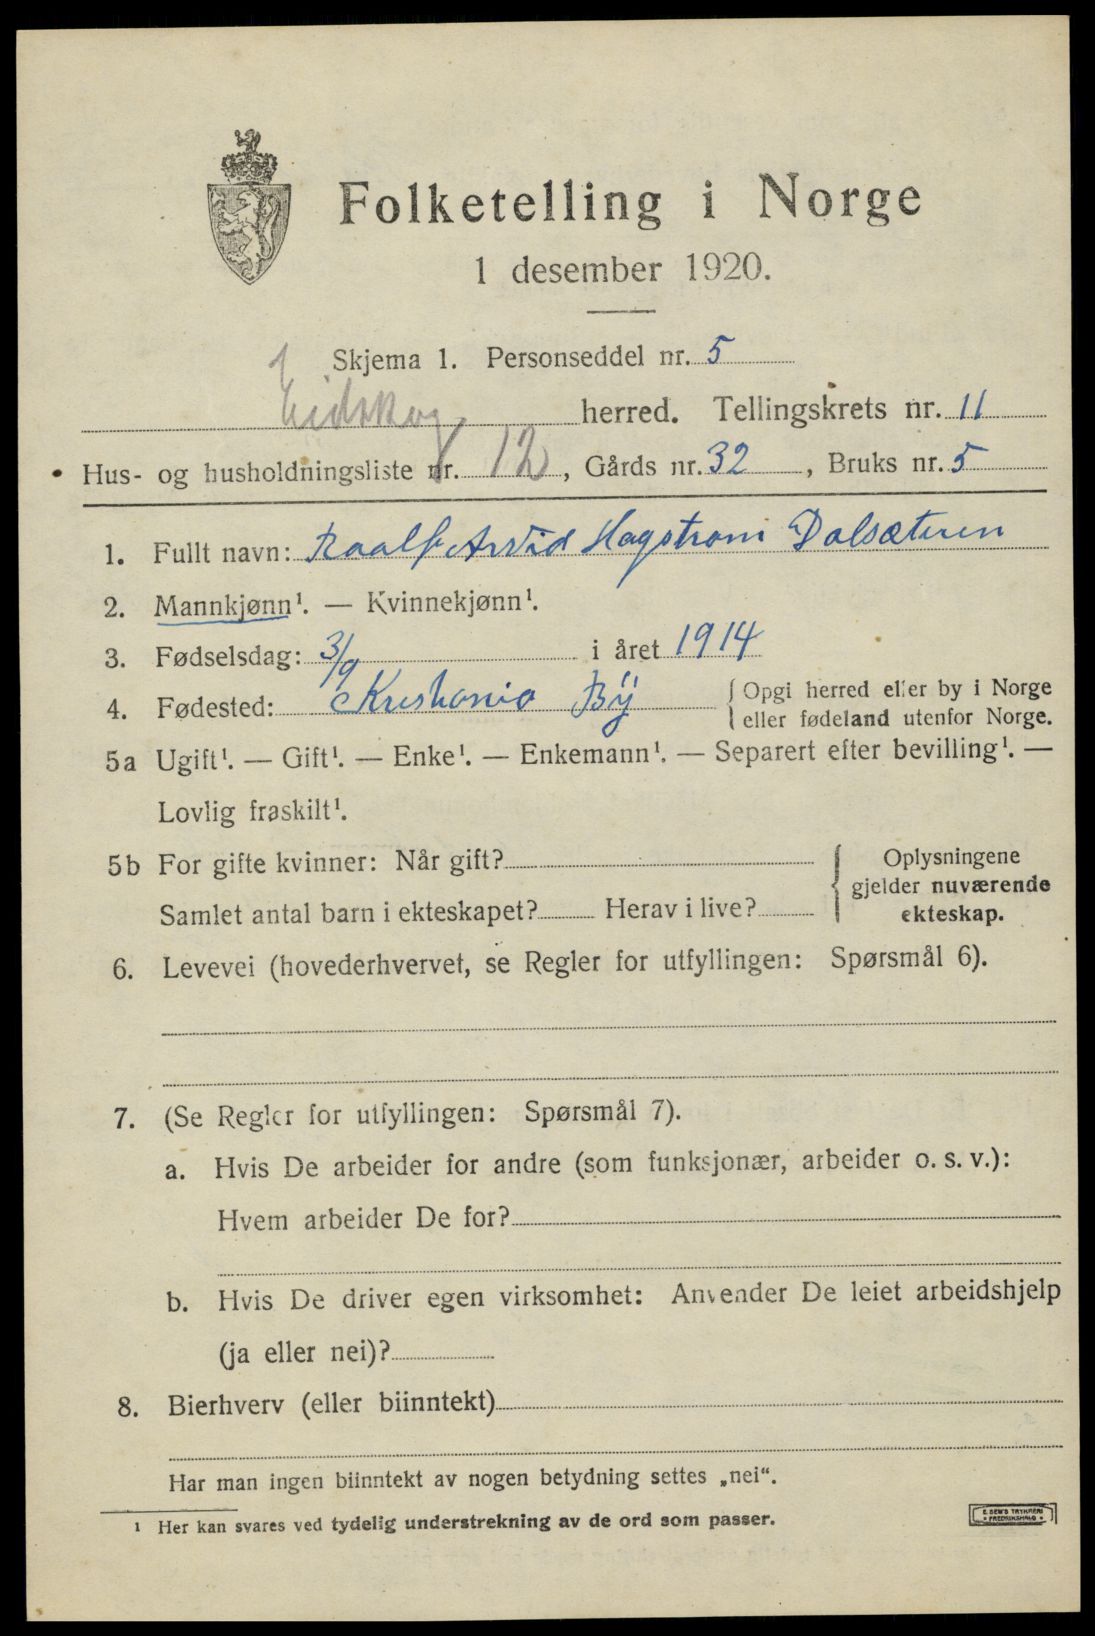 Folketelling i Norge
1 desember 1920.
Skjema 1. Personseddel nr. 5
Eidskog herred. Tellingskrets nr. 11
Hus- og husholdningsliste nr. 12, Gårds nr. 32, Bruks nr. 5
1. Fullt navn: Raalf Arvid Hagstrom Dalsæteren
2. Mannkjønn¹. — Kvinnekjønn¹.
3. Fødselsdag: 3/9 i året 1914
4. Fødested: Kristiania By { Opgi herred eller by i Norge
eller fødeland utenfor Norge.
5a Ugift¹. — Gift¹. — Enke¹. — Enkemann¹. — Separert efter bevilling¹. —
Lovlig fraskilt¹.
5b For gifte kvinner: Når gift?
Samlet antal barn i ekteskapet? Herav i live?
{ Oplysningene
gjelder nuværende
ekteskap.
6. Levevei (hovederhvervet, se Regler for utfyllingen: Spørsmål 6).
7. (Se Regler for utfyllingen: Spørsmål 7).
a. Hvis De arbeider for andre (som funksjonær, arbeider o. s. v.):
Hvem arbeider De for?
b. Hvis De driver egen virksomhet: Anvender De leiet arbeidshjelp
(ja eller nei)?
8. Bierhverv (eller biinntekt)
Har man ingen biinntekt av nogen betydning settes „nei“.
¹ Her kan svares ved tydelig understrekning av de ord som passer.
E. SEM'S TRYKKERI
FREDRIKSHALD